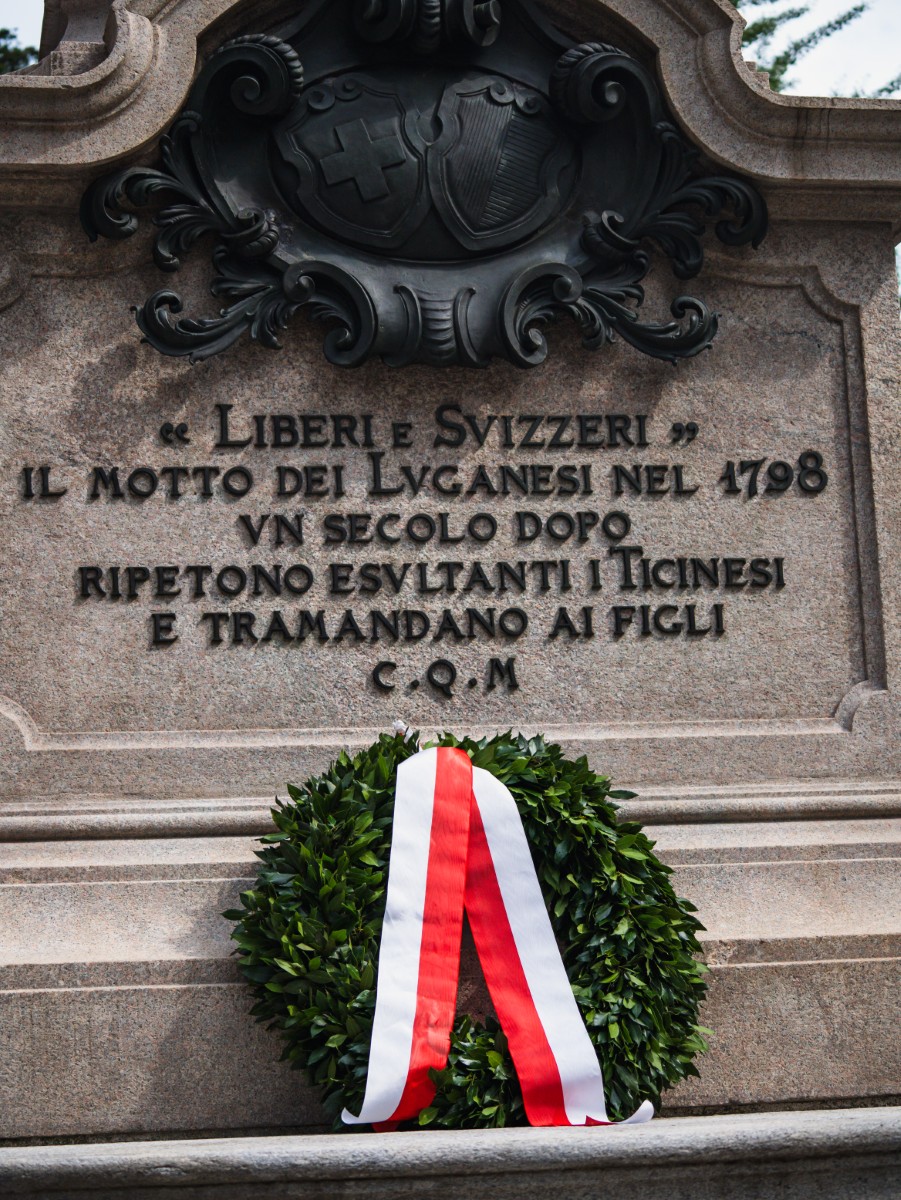 « LIBERI E SVIZZERI »
IL MOTTO DEI LVGANESI NEL 1798
VN SECOLO DOPO
RIPETONO ESVLTANTI I TICINESI
E TRAMANDANO AI FIGLI
C.Q.M